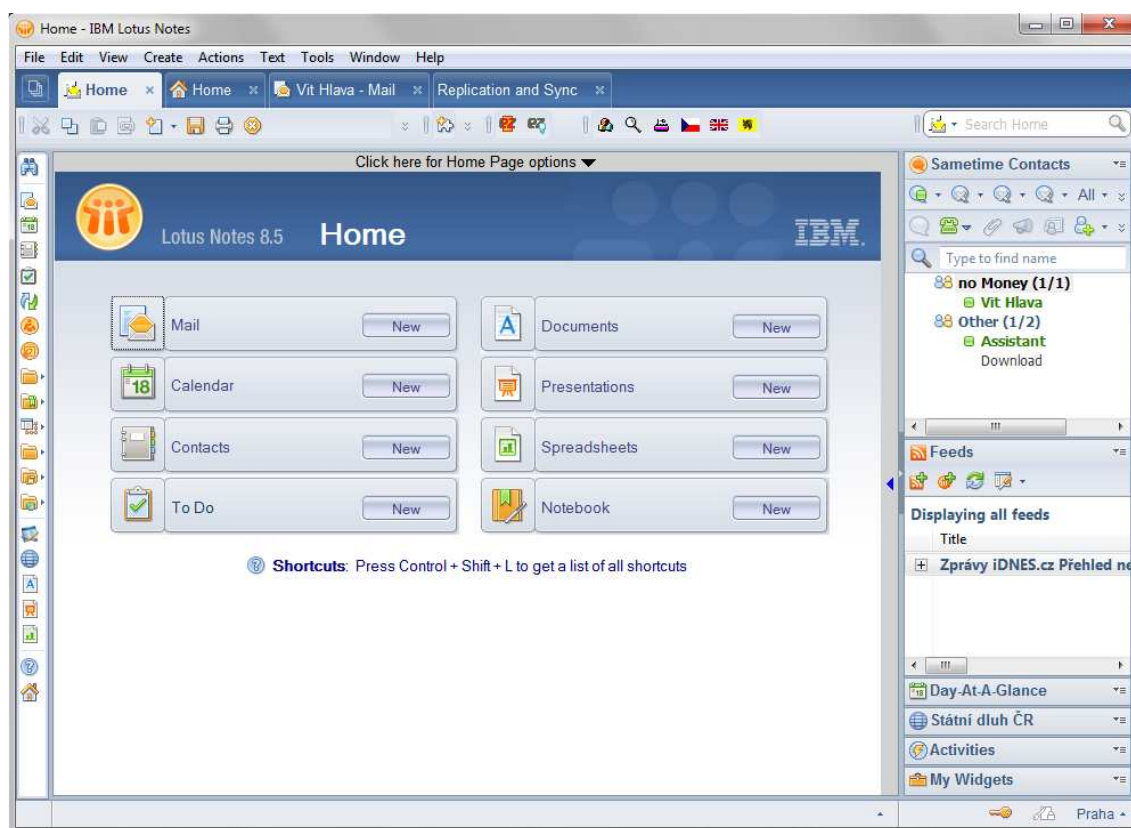 Home - IBM Lotus Notes
File Edit View Create Actions Text Tools Window Help
Home Home Vit Hlava - Mail Replication and Sync
Search Home
Click here for Home Page options
Lotus Notes 8.5 Home IBM.
Mail New
Documents New
Calendar New
Presentations New
Contacts New
Spreadsheets New
To Do New
Notebook New
Shortcuts: Press Control + Shift + L to get a list of all shortcuts
Sametime Contacts
All
Type to find name
no Money (1/1)
Vit Hlava
Other (1/2)
Assistant
Download
Feeds
Displaying all feeds
Title
Zprávy iDNES.cz Přehled ne
Day-At-A-Glance
Státní dluh ČR
Activities
My Widgets
Praha